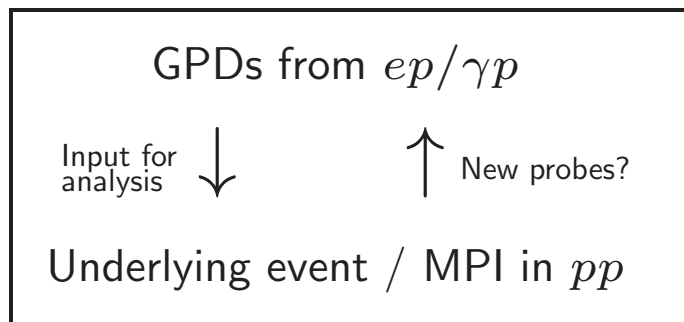 GPDs from ep/γp
Input for
analysis
New probes?
Underlying event / MPI in pp